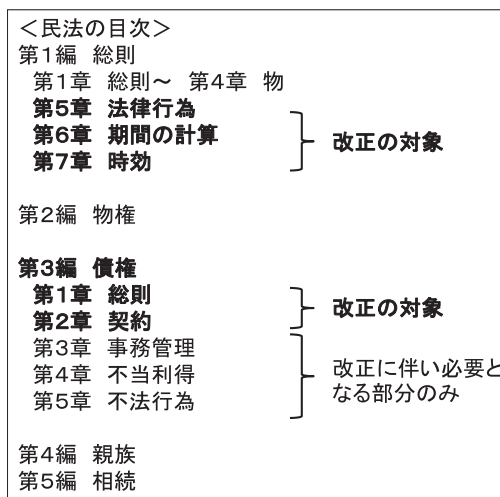 ＜民法の目次＞
第１編 総則
第１章 総則～ 第４章 物
第５章 法律行為
第６章 期間の計算
第７章 時効
改正の対象
第２編 物権
第３編 債権
第１章 総則
第２章 契約
改正の対象
第３章 事務管理
第４章 不当利得
第５章 不法行為
改正に伴い必要と
なる部分のみ
第４編 親族
第５編 相続